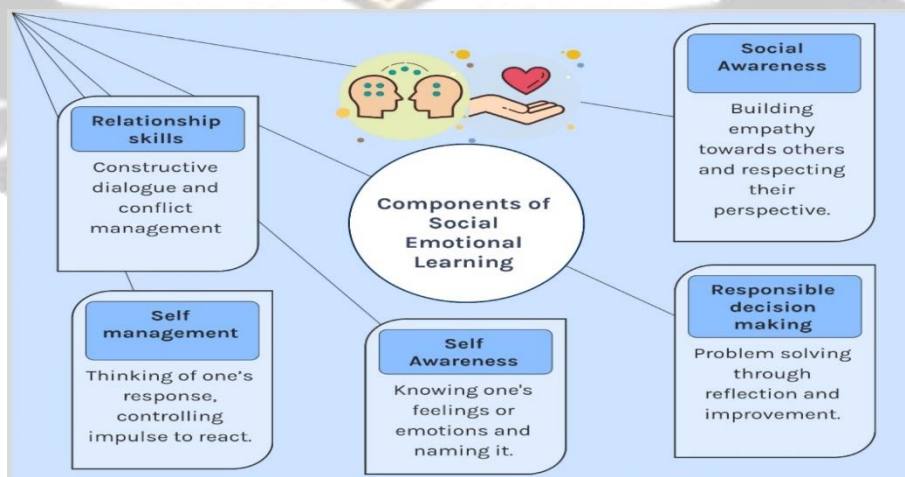 Components of
Social
Emotional
Learning
Relationship
skills
Constructive
dialogue and
conflict
management
Social
Awareness
Building
empathy
towards others
and respecting
their
perspective.
Self
management
Thinking of one's
response,
controlling
impulse to react.
Self
Awareness
Knowing one's
feelings or
emotions and
naming it.
Responsible
decision
making
Problem solving
through
reflection and
improvement.